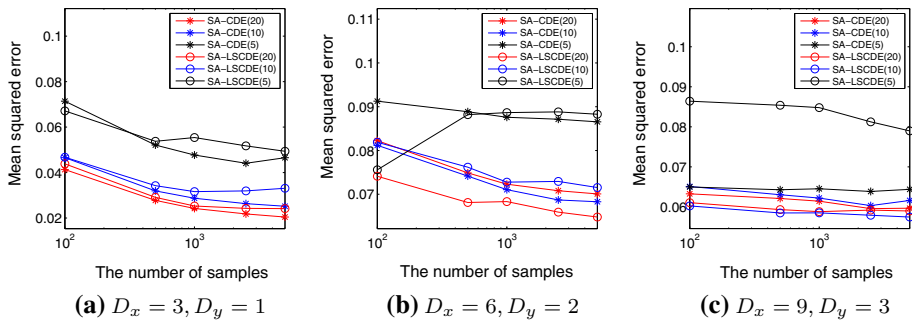 Mean squared error
0.1
0.08
0.06
0.04
0.02
10^2
10^3
The number of samples
SA−CDE(20)
SA−CDE(10)
SA−CDE(5)
SA−LSCDE(20)
SA−LSCDE(10)
SA−LSCDE(5)
(a) D_x = 3, D_y = 1
Mean squared error
0.1
0.09
0.08
0.07
10^2
10^3
The number of samples
SA−CDE(20)
SA−CDE(10)
SA−CDE(5)
SA−LSCDE(20)
SA−LSCDE(10)
SA−LSCDE(5)
(b) D_x = 6, D_y = 2
Mean squared error
0.1
0.09
0.08
0.07
0.06
10^2
10^3
The number of samples
SA−CDE(20)
SA−CDE(10)
SA−CDE(5)
SA−LSCDE(20)
SA−LSCDE(10)
SA−LSCDE(5)
(c) D_x = 9, D_y = 3